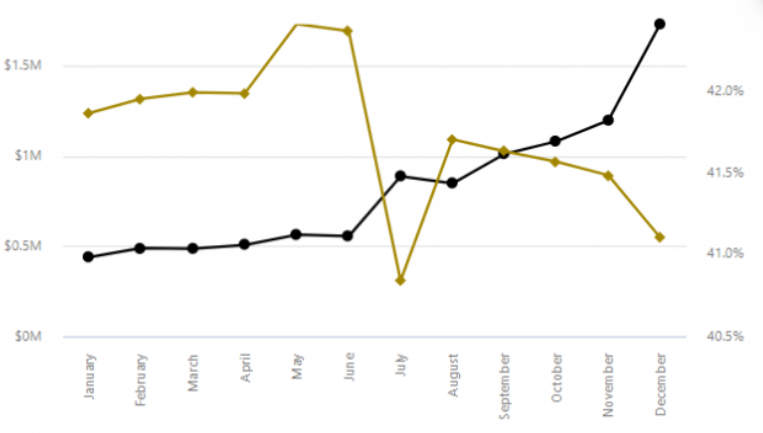 $1.5M
$1M
$0.5M
$0M
42.0%
41.5%
41.0%
40.5%
January
February
March
April
May
June
July
August
September
October
November
December